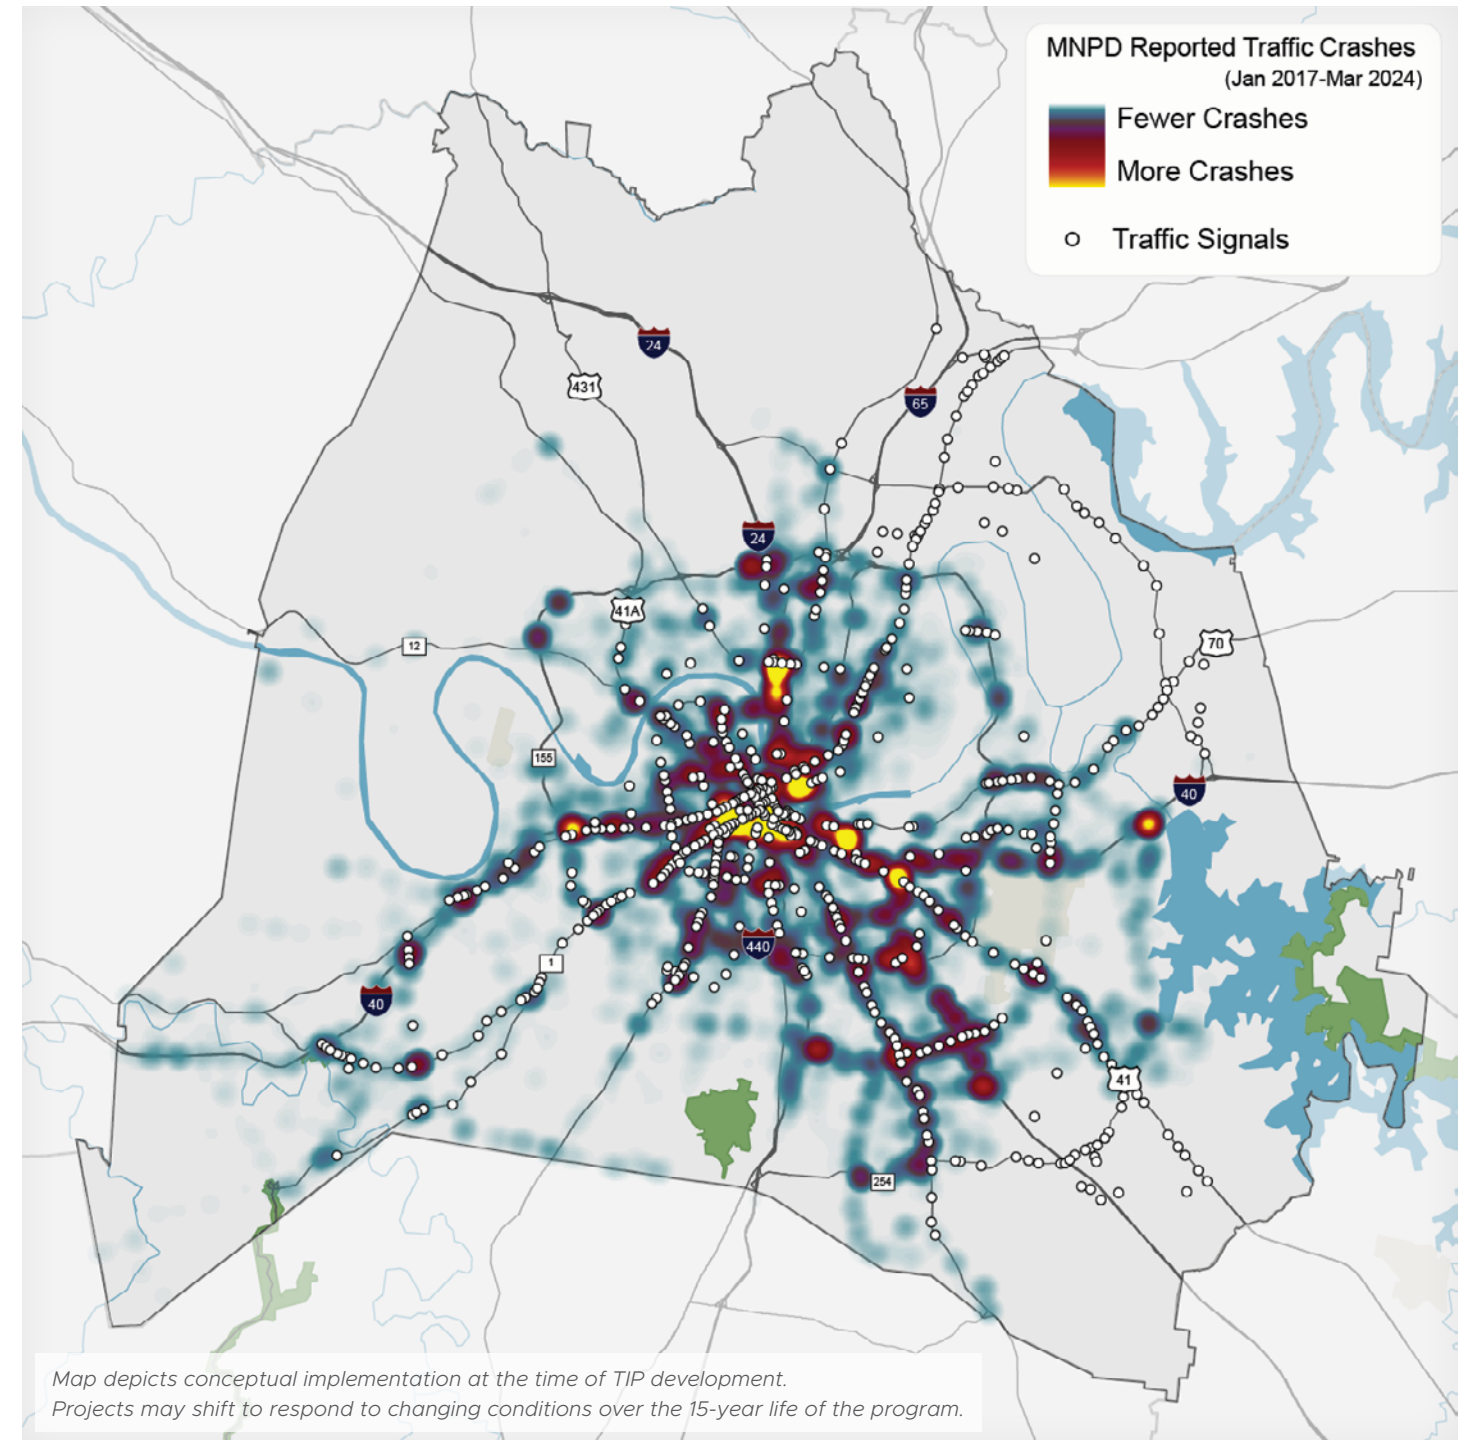 MNPD Reported Traffic Crashes
(Jan 2017-Mar 2024)
Fewer Crashes
More Crashes
Traffic Signals
24
431
65
24
41A
12
70
155
40
440
1
40
41
254
Map depicts conceptual implementation at the time of TIP development.
Projects may shift to respond to changing conditions over the 15-year life of the program.